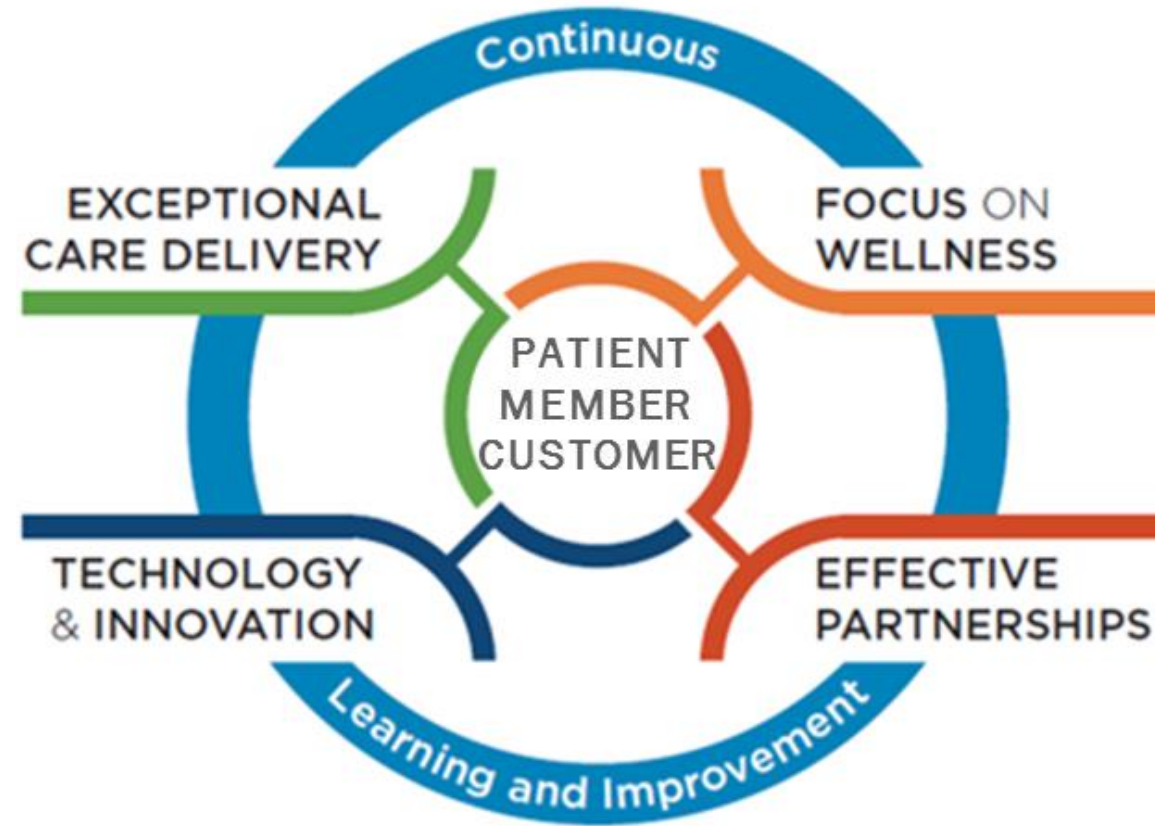 Continuous
EXCEPTIONAL
CARE DELIVERY
FOCUS ON
WELLNESS
PATIENT
MEMBER
CUSTOMER
TECHNOLOGY
& INNOVATION
EFFECTIVE
PARTNERSHIPS
Learning and Improvement